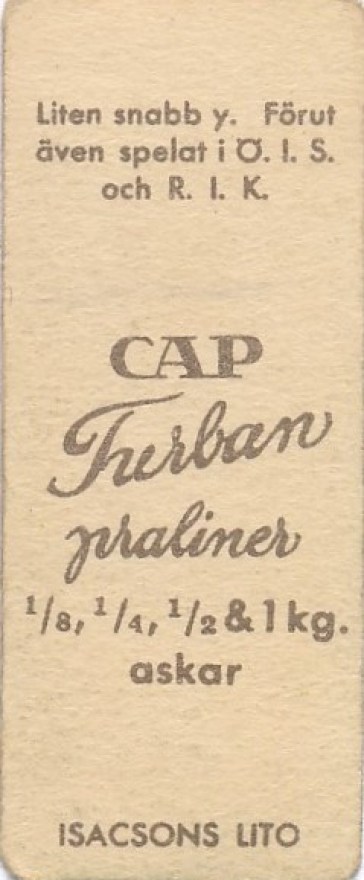 Liten snabb y. Förut
även spelat i Ö. I. S.
och R. I. K.
CAP
Turban
praliner
1/8, 1/4, 1/2 & 1 kg.
askar
ISACSONS LITO